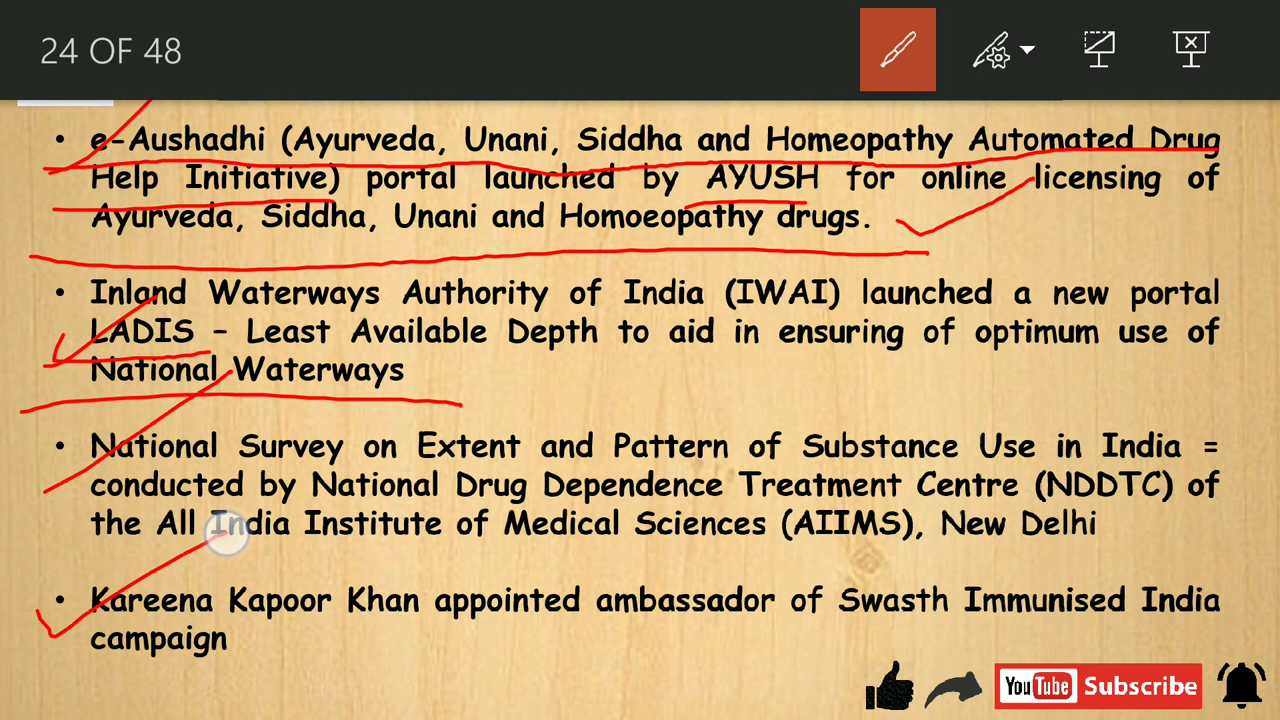 24 OF 48
• e-Aushadhi (Ayurveda, Unani, Siddha and Homeopathy Automated Drug
Help Initiative) portal launched by AYUSH for online licensing of
Ayurveda, Siddha, Unani and Homoeopathy drugs.
• Inland Waterways Authority of India (IWAI) launched a new portal
LADIS – Least Available Depth to aid in ensuring of optimum use of
National Waterways
• National Survey on Extent and Pattern of Substance Use in India =
conducted by National Drug Dependence Treatment Centre (NDDTC) of
the All India Institute of Medical Sciences (AIIMS), New Delhi
• Kareena Kapoor Khan appointed ambassador of Swasth Immunised India
campaign
YouTube Subscribe